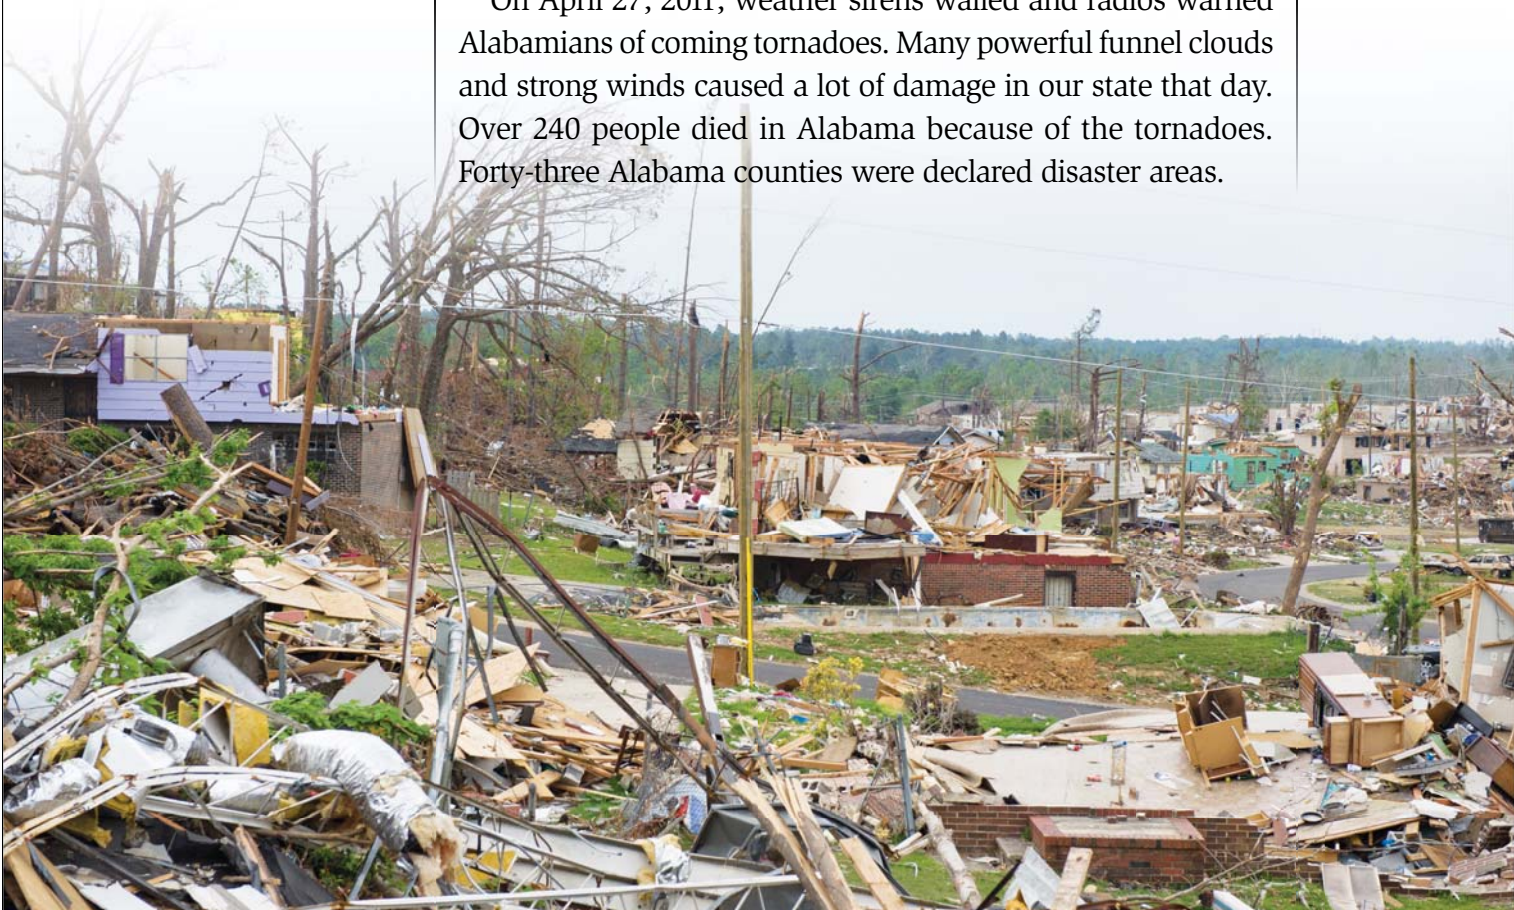 On April 27, 2011, weather sirens wailed and radios warned
Alabamians of coming tornadoes. Many powerful funnel clouds
and strong winds caused a lot of damage in our state that day.
Over 240 people died in Alabama because of the tornadoes.
Forty-three Alabama counties were declared disaster areas.